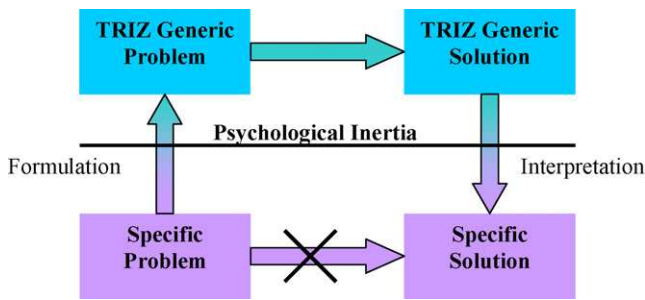 TRIZ Generic
Problem
TRIZ Generic
Solution
Psychological Inertia
Formulation
Interpretation
Specific
Problem
Specific
Solution